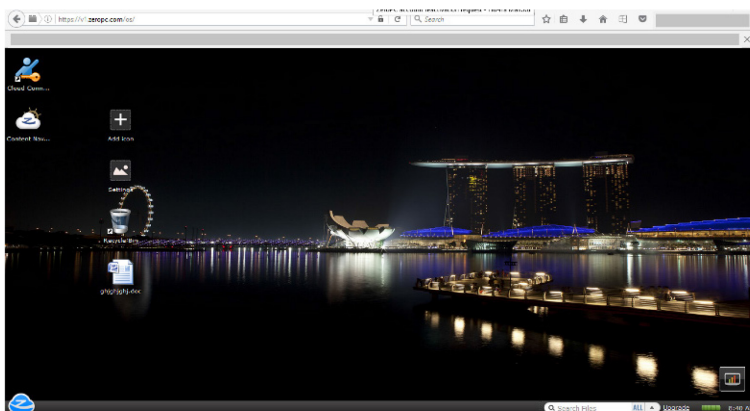 https://v1.zeropc.com/os/
Search
Cloud Conn...
Content Nav...
Add Icon
Settings
Recycle Bin
ghjghjghj.doc
Search Files
ALL
Upgrade